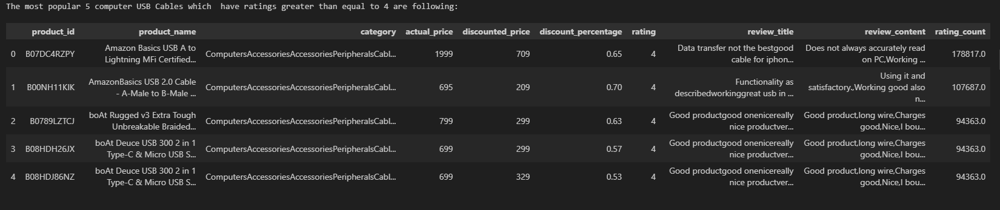 The most popular 5 computer USB Cables which  have ratings greater than equal to 4 are following:
product_id product_name category actual_price discounted_price discount_percentage rating review_title review_content rating_count
0 B07DC4RZPY Amazon Basics USB A to Lightning MFi Certified... ComputersAccessoriesAccessoriesPeripheralsCabl... 1999 709 0.65 4 Data transfer not the bestgood cable for iphon... Does not always accurately read on PC,Working ... 178817.0
1 B00NH11KIK AmazonBasics USB 2.0 Cable - A-Male to B-Male ... ComputersAccessoriesAccessoriesPeripheralsCabl... 695 209 0.70 4 Functionality as describedworkinggreat usb in ... Using it and satisfactory.,Working good also n... 107687.0
2 B0789LZTCJ boAt Rugged v3 Extra Tough Unbreakable Braided... ComputersAccessoriesAccessoriesPeripheralsCabl... 799 299 0.63 4 Good productgood onenicereally nice productver... Good product,long wire,Charges good,Nice,I bou... 94363.0
3 B08HDH26JX boAt Deuce USB 300 2 in 1 Type-C & Micro USB S... ComputersAccessoriesAccessoriesPeripheralsCabl... 699 299 0.57 4 Good productgood onenicereally nice productver... Good product,long wire,Charges good,Nice,I bou... 94363.0
4 B08HDJ86NZ boAt Deuce USB 300 2 in 1 Type-C & Micro USB S... ComputersAccessoriesAccessoriesPeripheralsCabl... 699 329 0.53 4 Good productgood onenicereally nice productver... Good product,long wire,Charges good,Nice,I bou... 94363.0